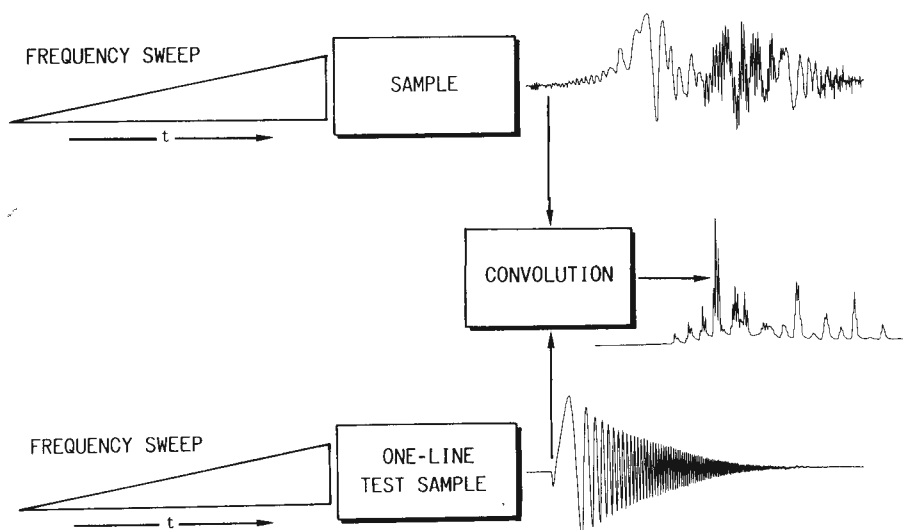 FREQUENCY SWEEP
SAMPLE
t
CONVOLUTION
FREQUENCY SWEEP
ONE-LINE
TEST SAMPLE
t